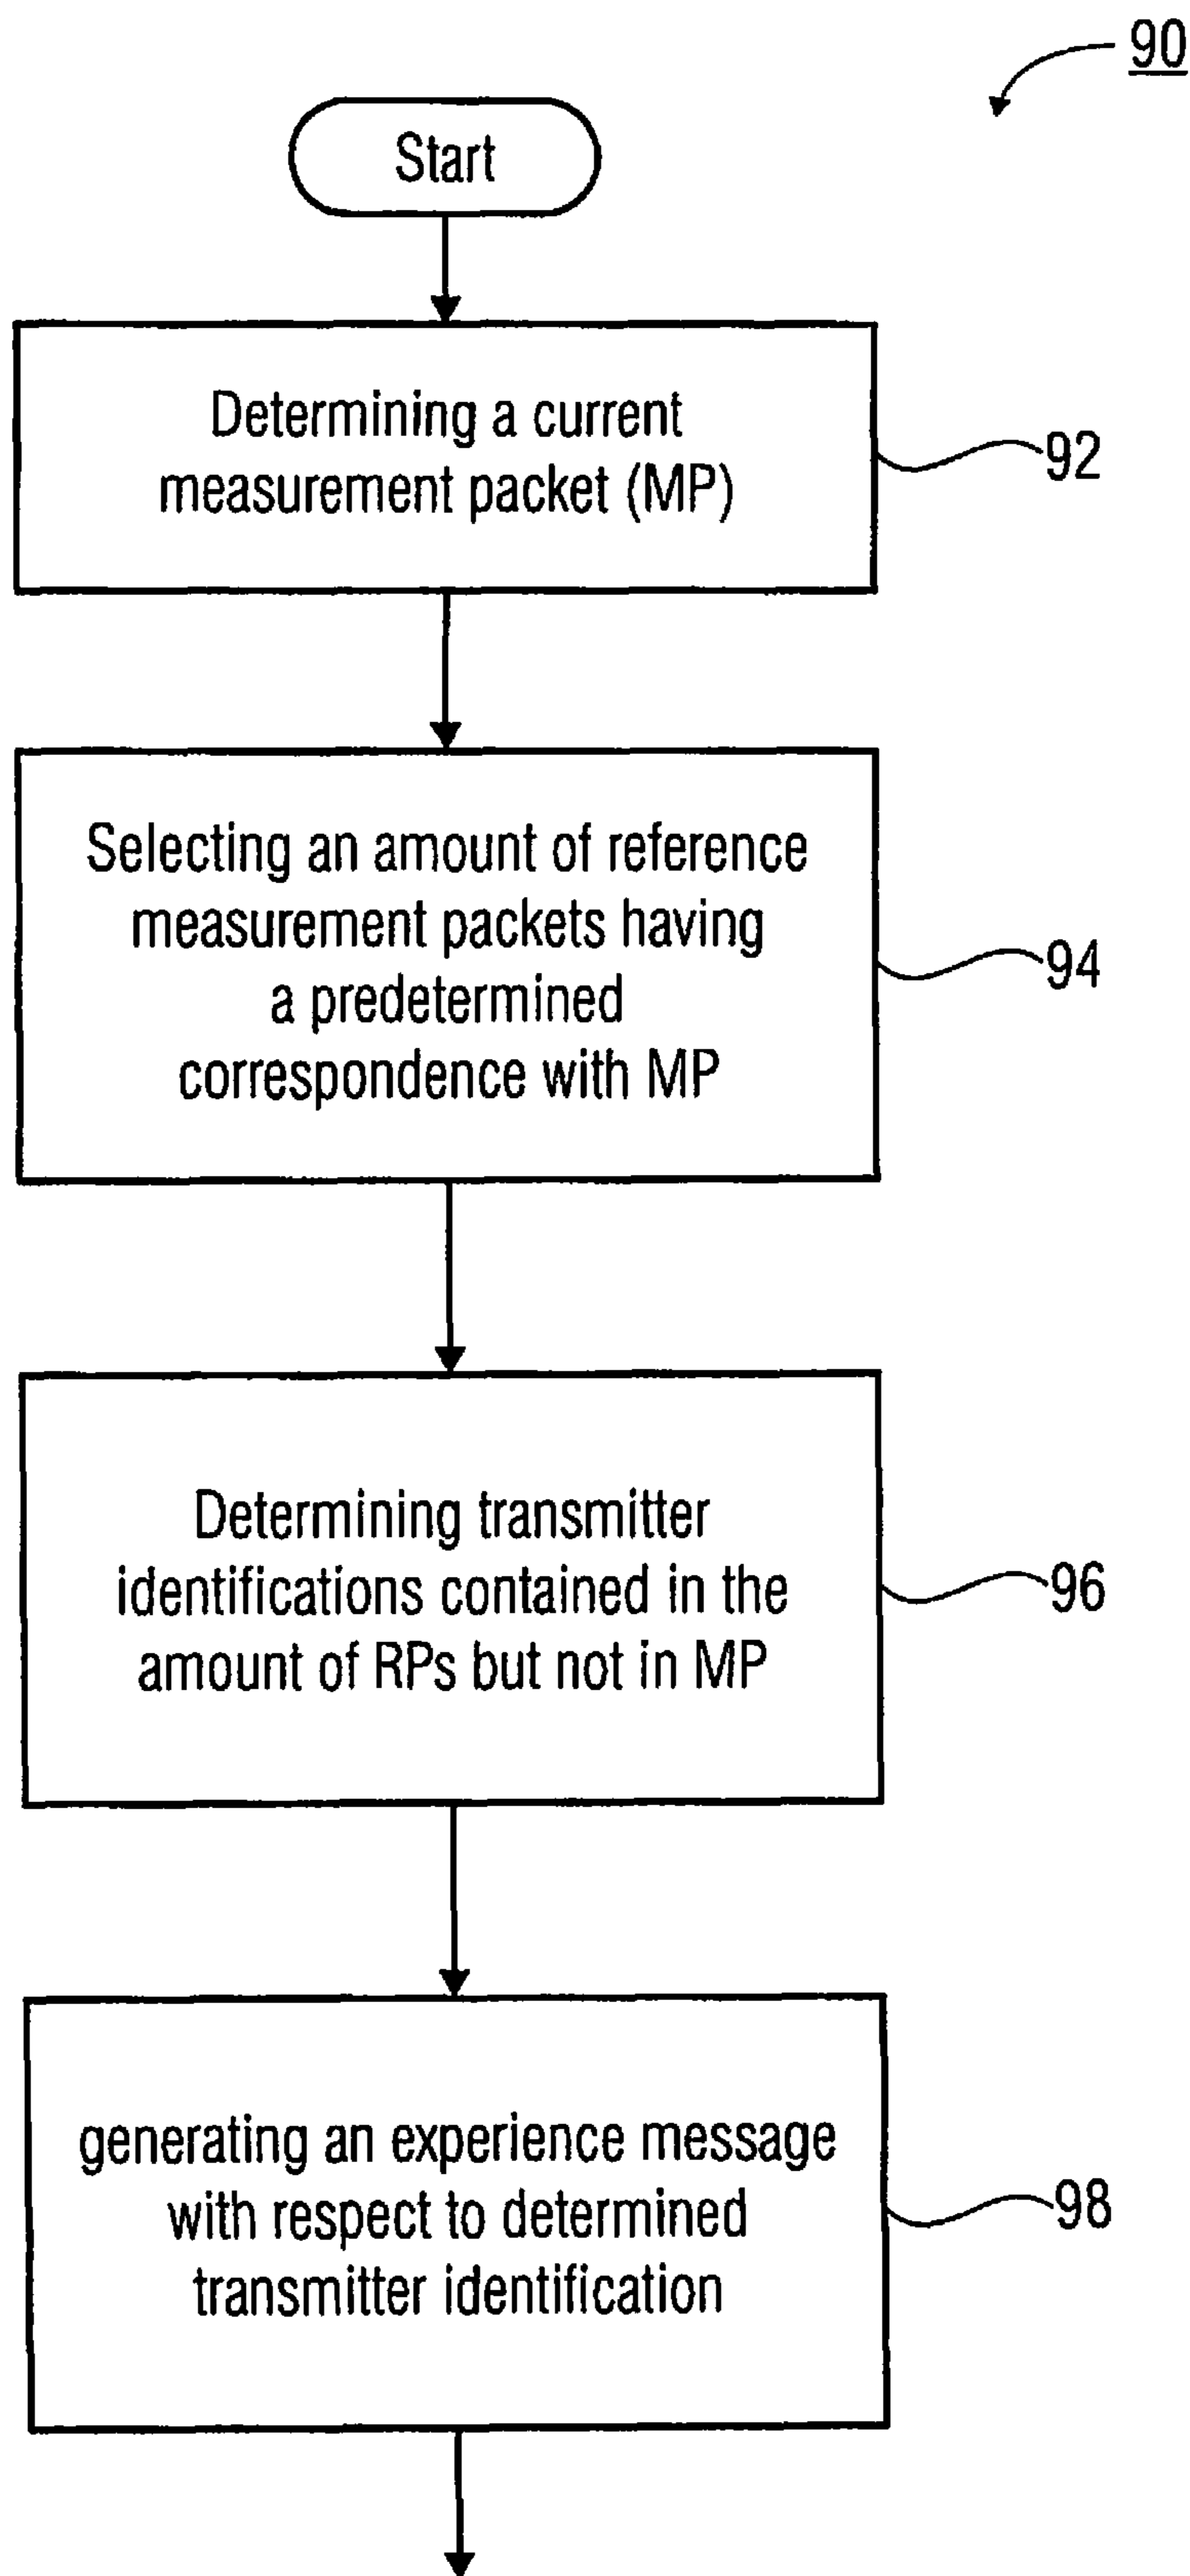 90
Start
Determining a current
measurement packet (MP)
92
Selecting an amount of reference
measurement packets having
a predetermined
correspondence with MP
94
Determining transmitter
identifications contained in the
amount of RPs but not in MP
96
generating an experience message
with respect to determined
transmitter identification
98